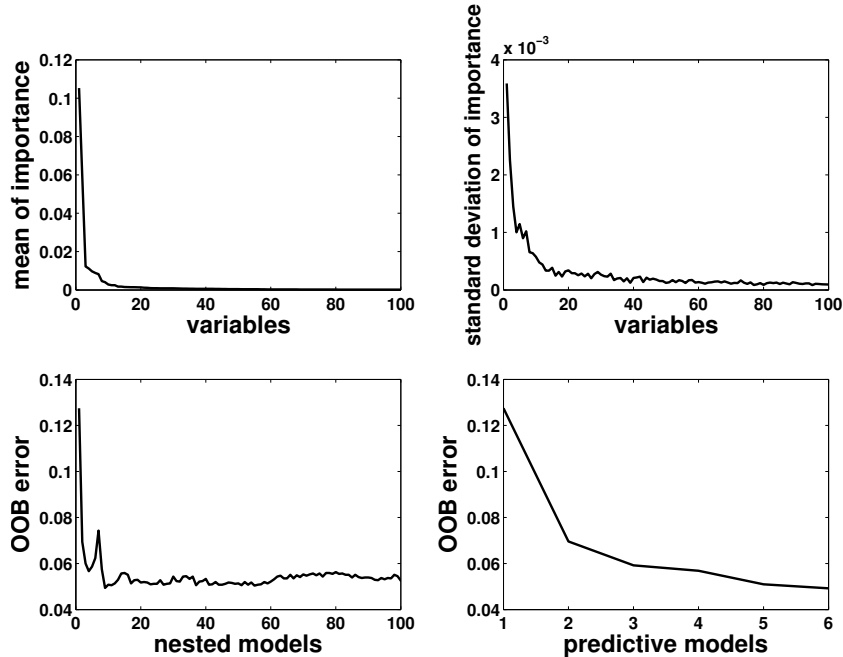 mean of importance
0.12
0.1
0.08
0.06
0.04
0.02
0
0 20 40 60 80 100
variables
standard deviation of importance
x 10⁻³
4
3
2
1
0
0 20 40 60 80 100
variables
OOB error
0.14
0.12
0.1
0.08
0.06
0.04
0 20 40 60 80 100
nested models
OOB error
0.14
0.12
0.1
0.08
0.06
0.04
1 2 3 4 5 6
predictive models